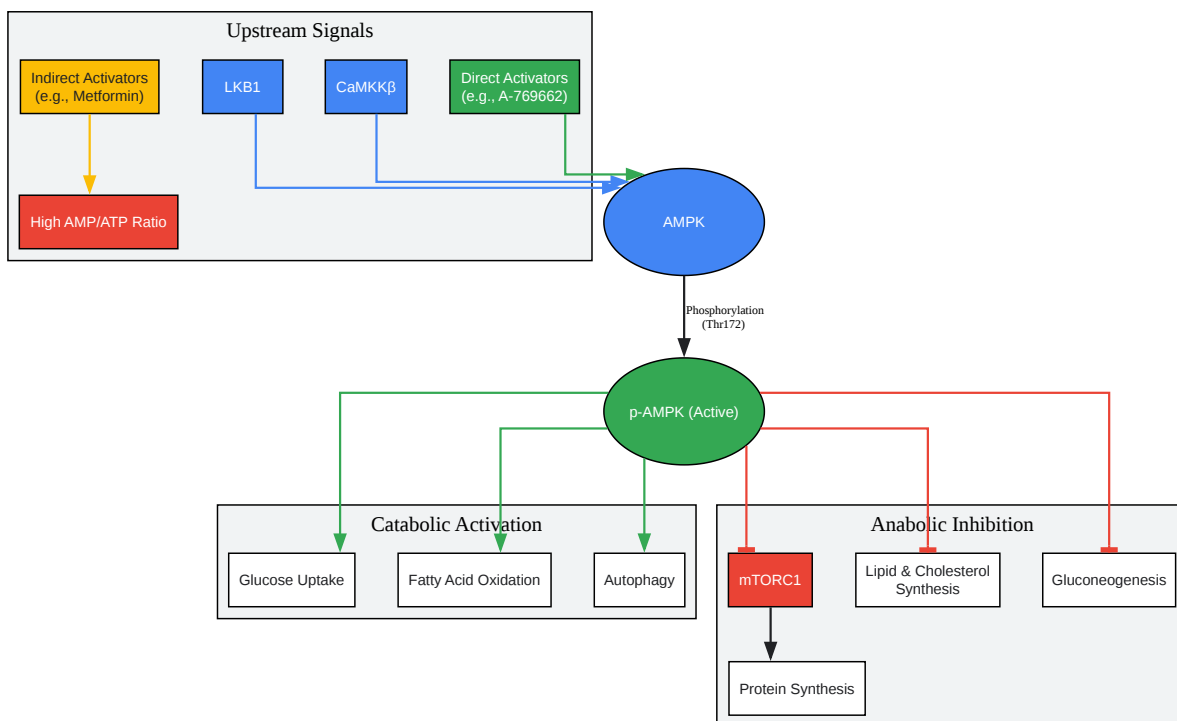 Upstream Signals
Indirect Activators
(e.g., Metformin)
LKB1
CaMKKβ
Direct Activators
(e.g., A-769662)
High AMP/ATP Ratio
AMPK
Phosphorylation
(Thr172)
p-AMPK (Active)
Catabolic Activation
Anabolic Inhibition
Glucose Uptake
Fatty Acid Oxidation
Autophagy
mTORC1
Lipid & Cholesterol
Synthesis
Gluconeogenesis
Protein Synthesis